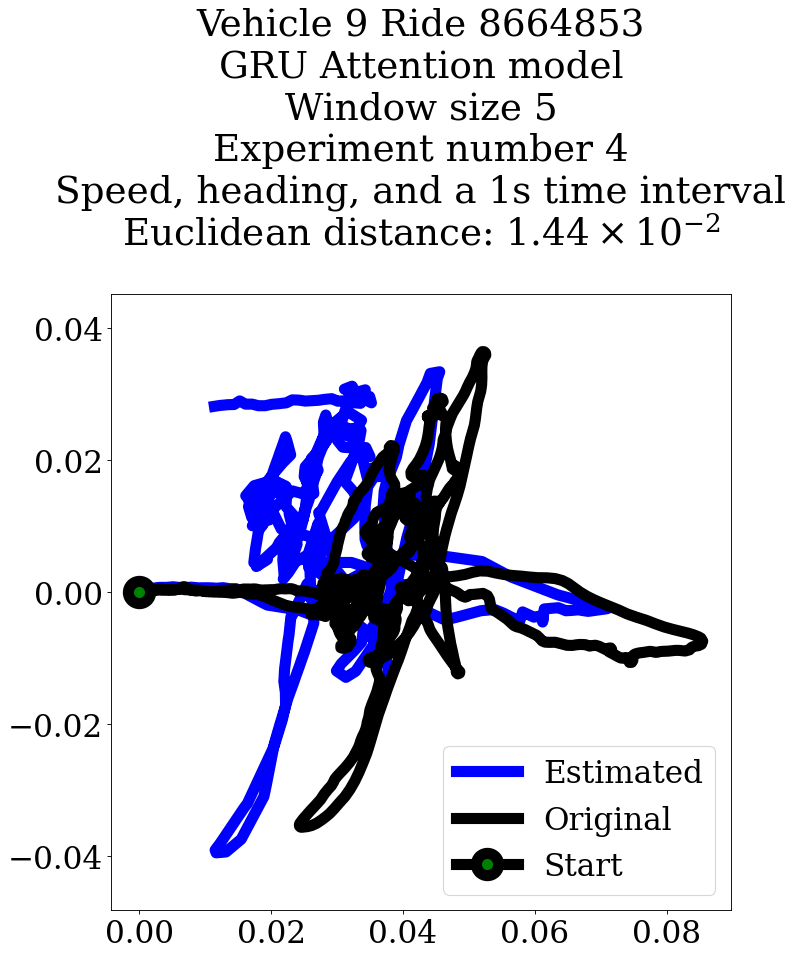 Vehicle 9 Ride 8664853
GRU Attention model
Window size 5
Experiment number 4
Speed, heading, and a 1s time interval
Euclidean distance: 1.44 × 10⁻²
0.04
0.02
0.00
−0.02
−0.04
Estimated
Original
Start
0.00 0.02 0.04 0.06 0.08